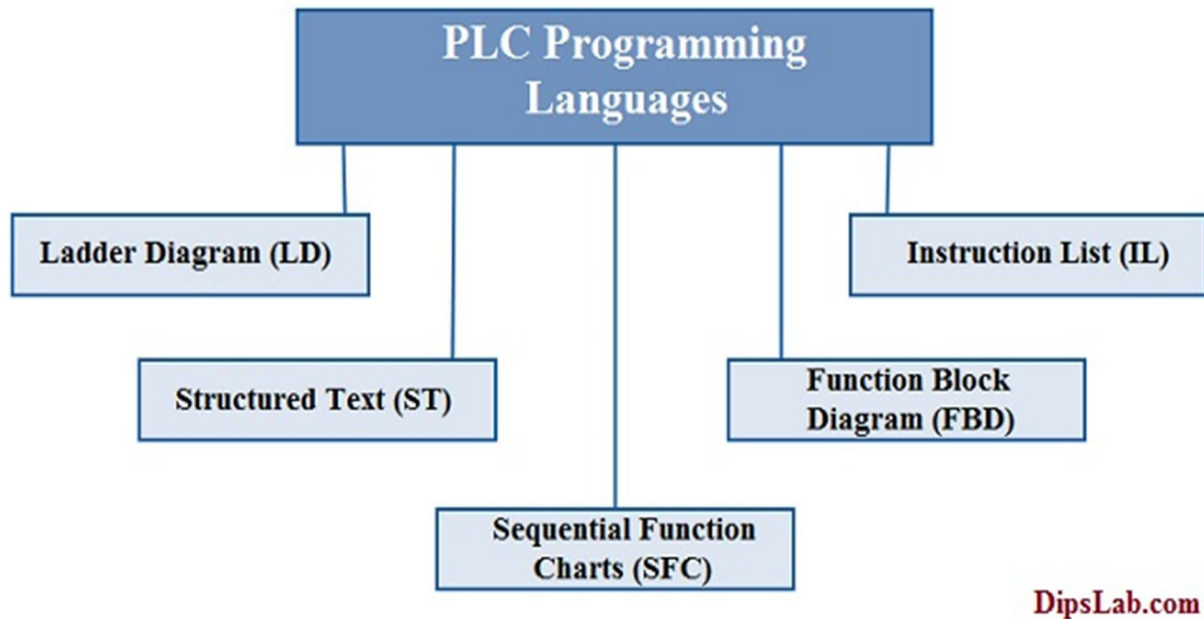 PLC Programming
Languages
Ladder Diagram (LD)
Instruction List (IL)
Structured Text (ST)
Function Block
Diagram (FBD)
Sequential Function
Charts (SFC)
DipsLab.com